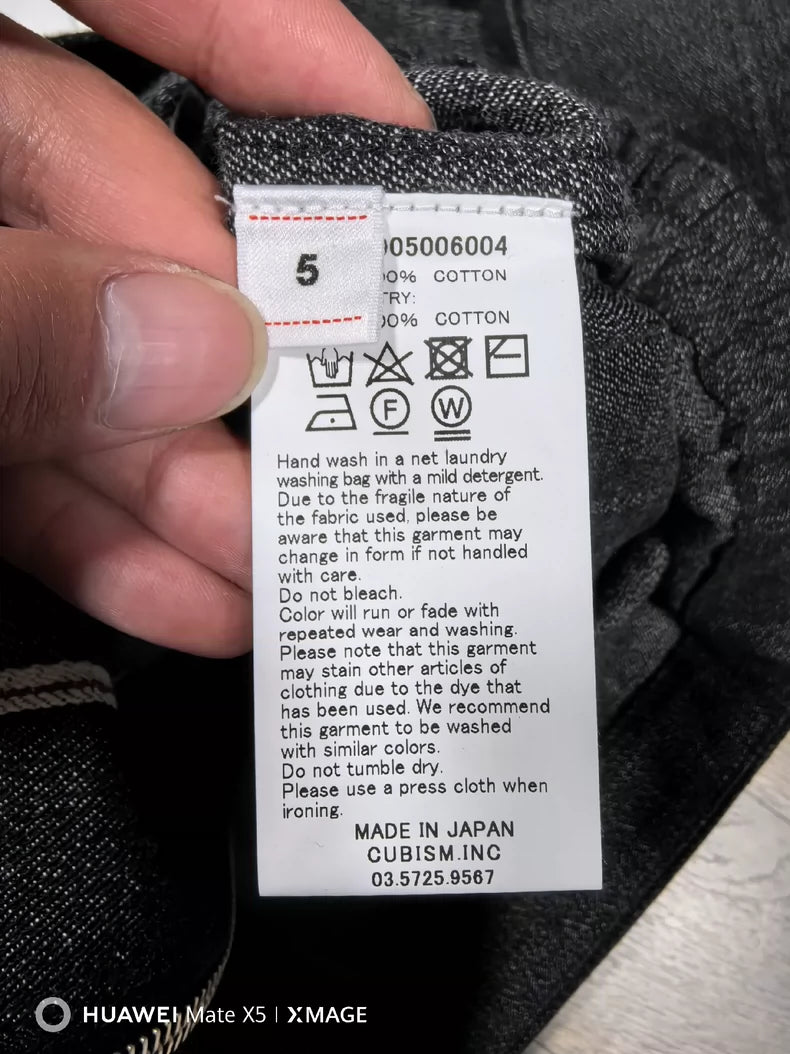 5
05006004
0% COTTON
TRY:
0% COTTON
F
W
Hand wash in a net laundry
washing bag with a mild detergent.
Due to the fragile nature of
the fabric used, please be
aware that this garment may
change in form if not handled
with care.
Do not bleach.
Color will run or fade with
repeated wear and washing.
Please note that this garment
may stain other articles of
clothing due to the dye that
has been used. We recommend
this garment to be washed
with similar colors.
Do not tumble dry.
Please use a press cloth when
ironing.
MADE IN JAPAN
CUBISM.INC
03.5725.9567
HUAWEI Mate X5 | XMAGE